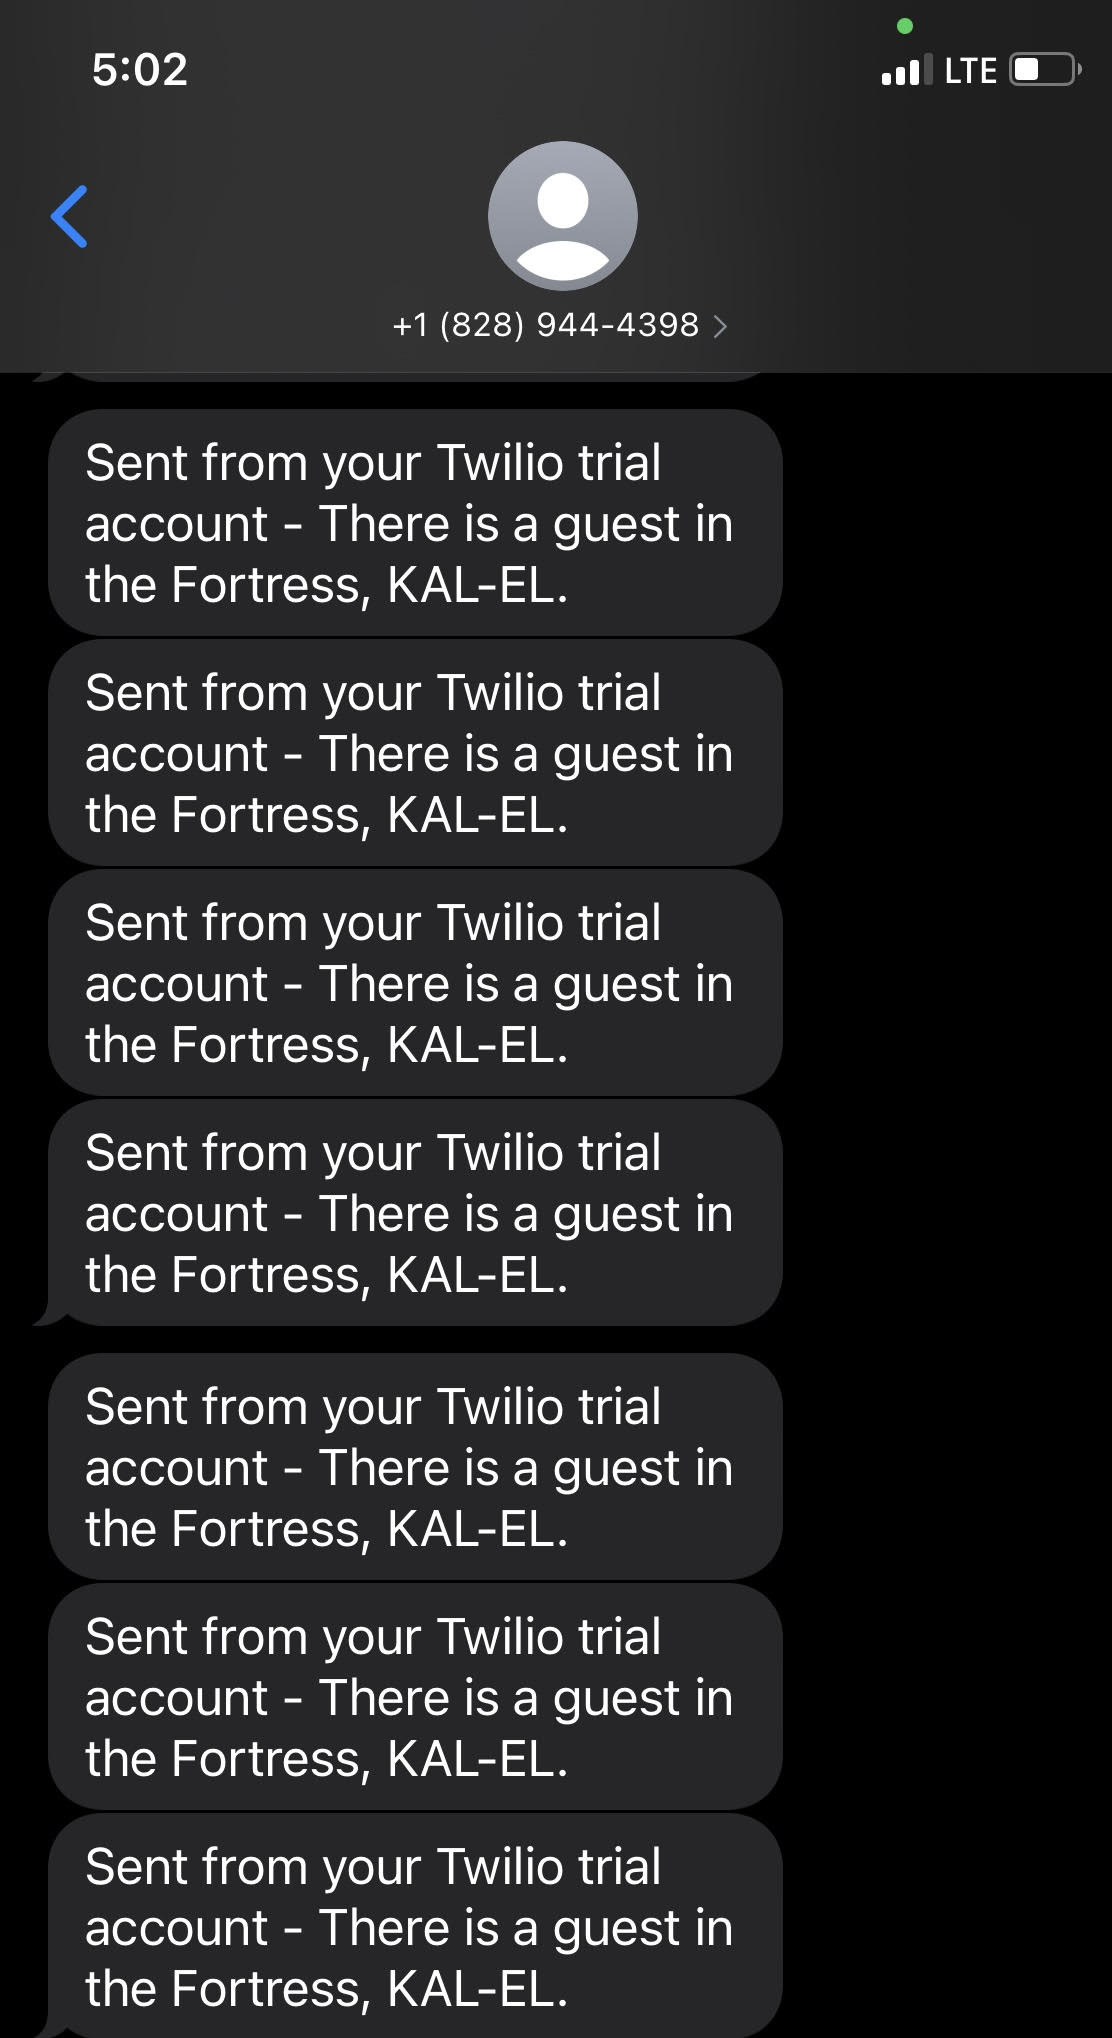 5:02
LTE
+1 (828) 944-4398
Sent from your Twilio trial
account - There is a guest in
the Fortress, KAL-EL.
Sent from your Twilio trial
account - There is a guest in
the Fortress, KAL-EL.
Sent from your Twilio trial
account - There is a guest in
the Fortress, KAL-EL.
Sent from your Twilio trial
account - There is a guest in
the Fortress, KAL-EL.
Sent from your Twilio trial
account - There is a guest in
the Fortress, KAL-EL.
Sent from your Twilio trial
account - There is a guest in
the Fortress, KAL-EL.
Sent from your Twilio trial
account - There is a guest in
the Fortress, KAL-EL.